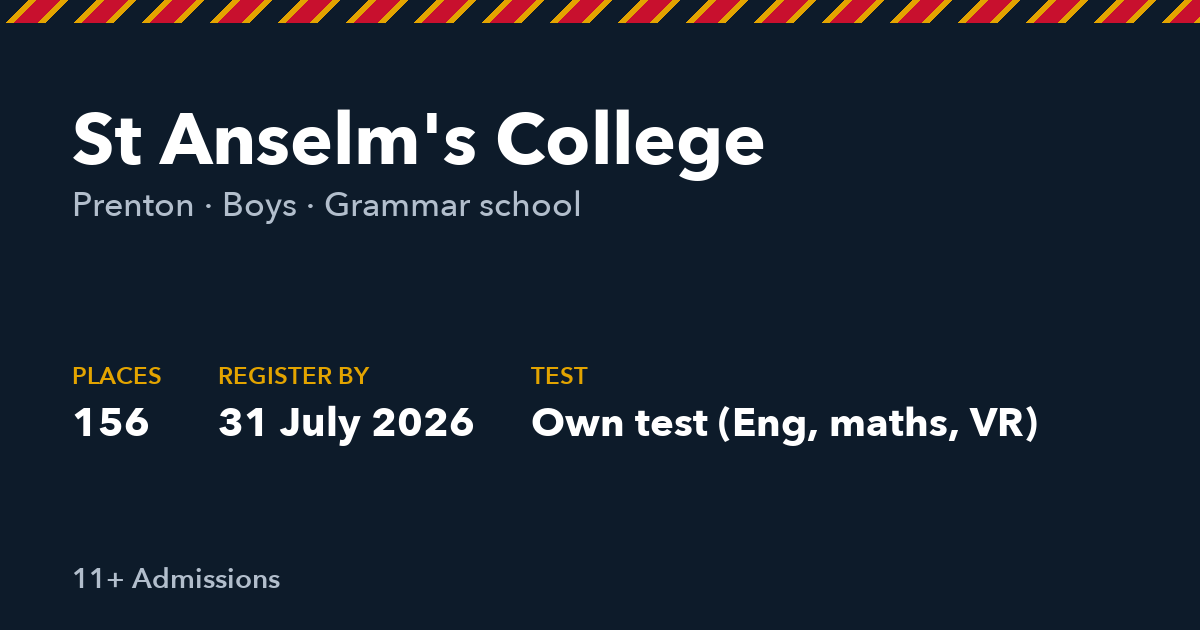 St Anselm's College
Prenton · Boys · Grammar school
PLACES
156
REGISTER BY
31 July 2026
TEST
Own test (Eng, maths, VR)
11+ Admissions